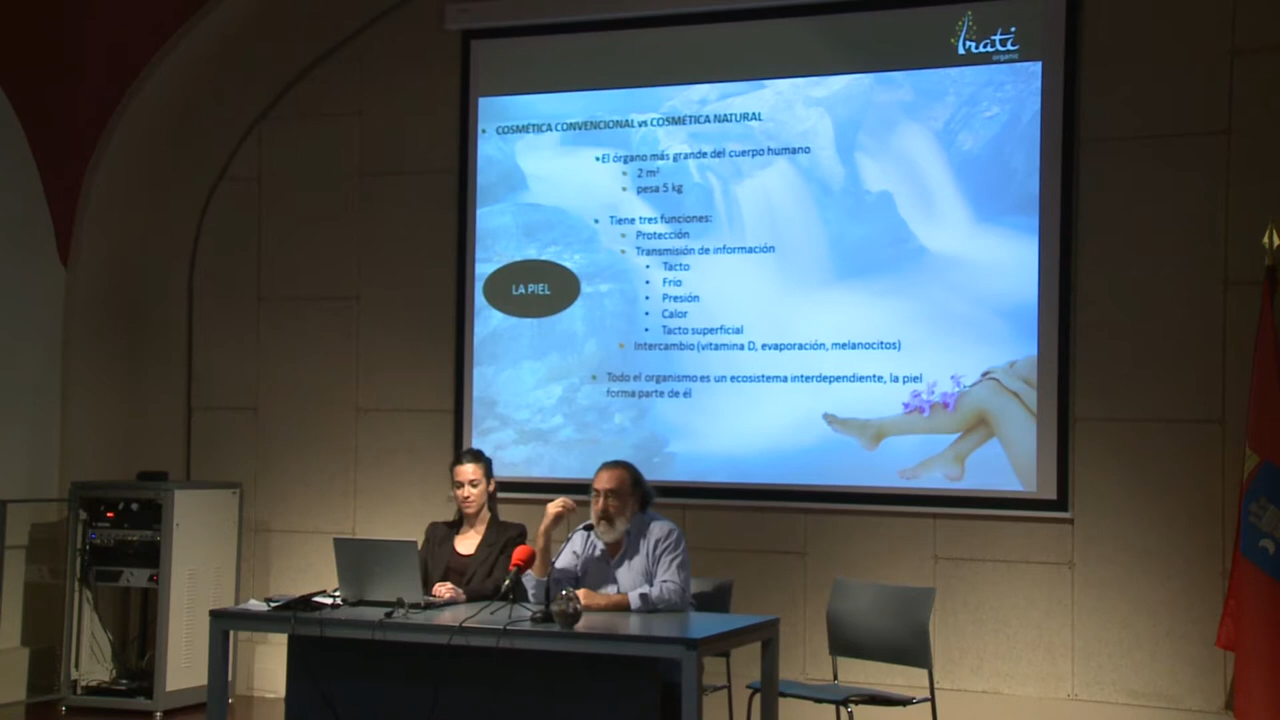 Irati
organic
COSMÉTICA CONVENCIONAL vs COSMÉTICA NATURAL
El órgano más grande del cuerpo humano
2 m²
pesa 5 kg
Tiene tres funciones:
Protección
Transmisión de información
Tacto
Frío
Presión
Calor
Tacto superficial
LA PIEL
Intercambio (vitamina D, evaporación, melanocitos)
Todo el organismo es un ecosistema interdependiente, la piel
forma parte de él